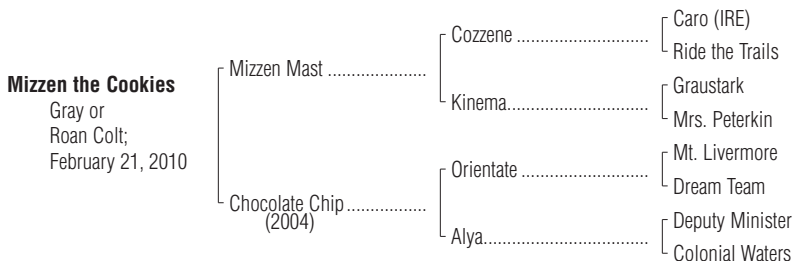 Caro (IRE)
Cozzene ..................................
Ride the Trails
Mizzen Mast .........................
Mizzen the Cookies
Graustark
Gray or
Kinema....................................
Roan Colt;
Mrs. Peterkin
February 21, 2010
Mt. Livermore
Orientate .................................
Dream Team
Chocolate Chip ....................
(2004)
Deputy Minister
Alya..........................................
Colonial Waters